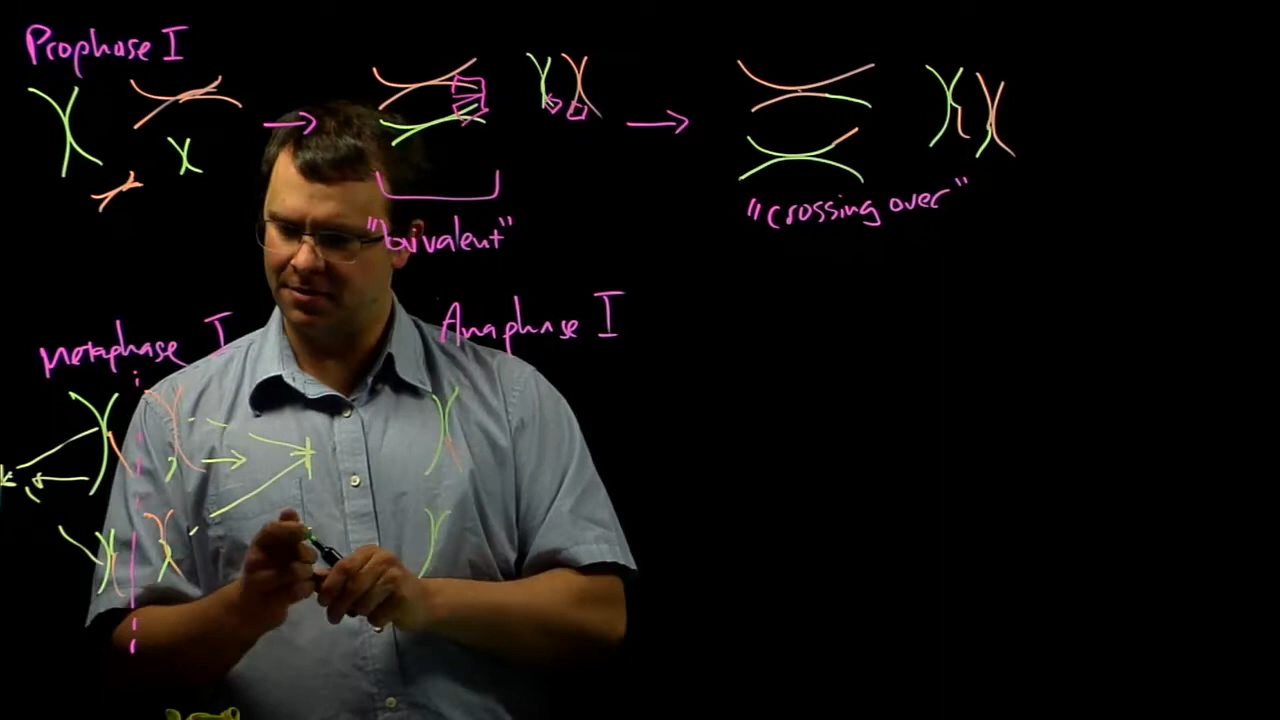 Prophase I
"bivalent"
"crossing over"
Metaphase I
Anaphase I